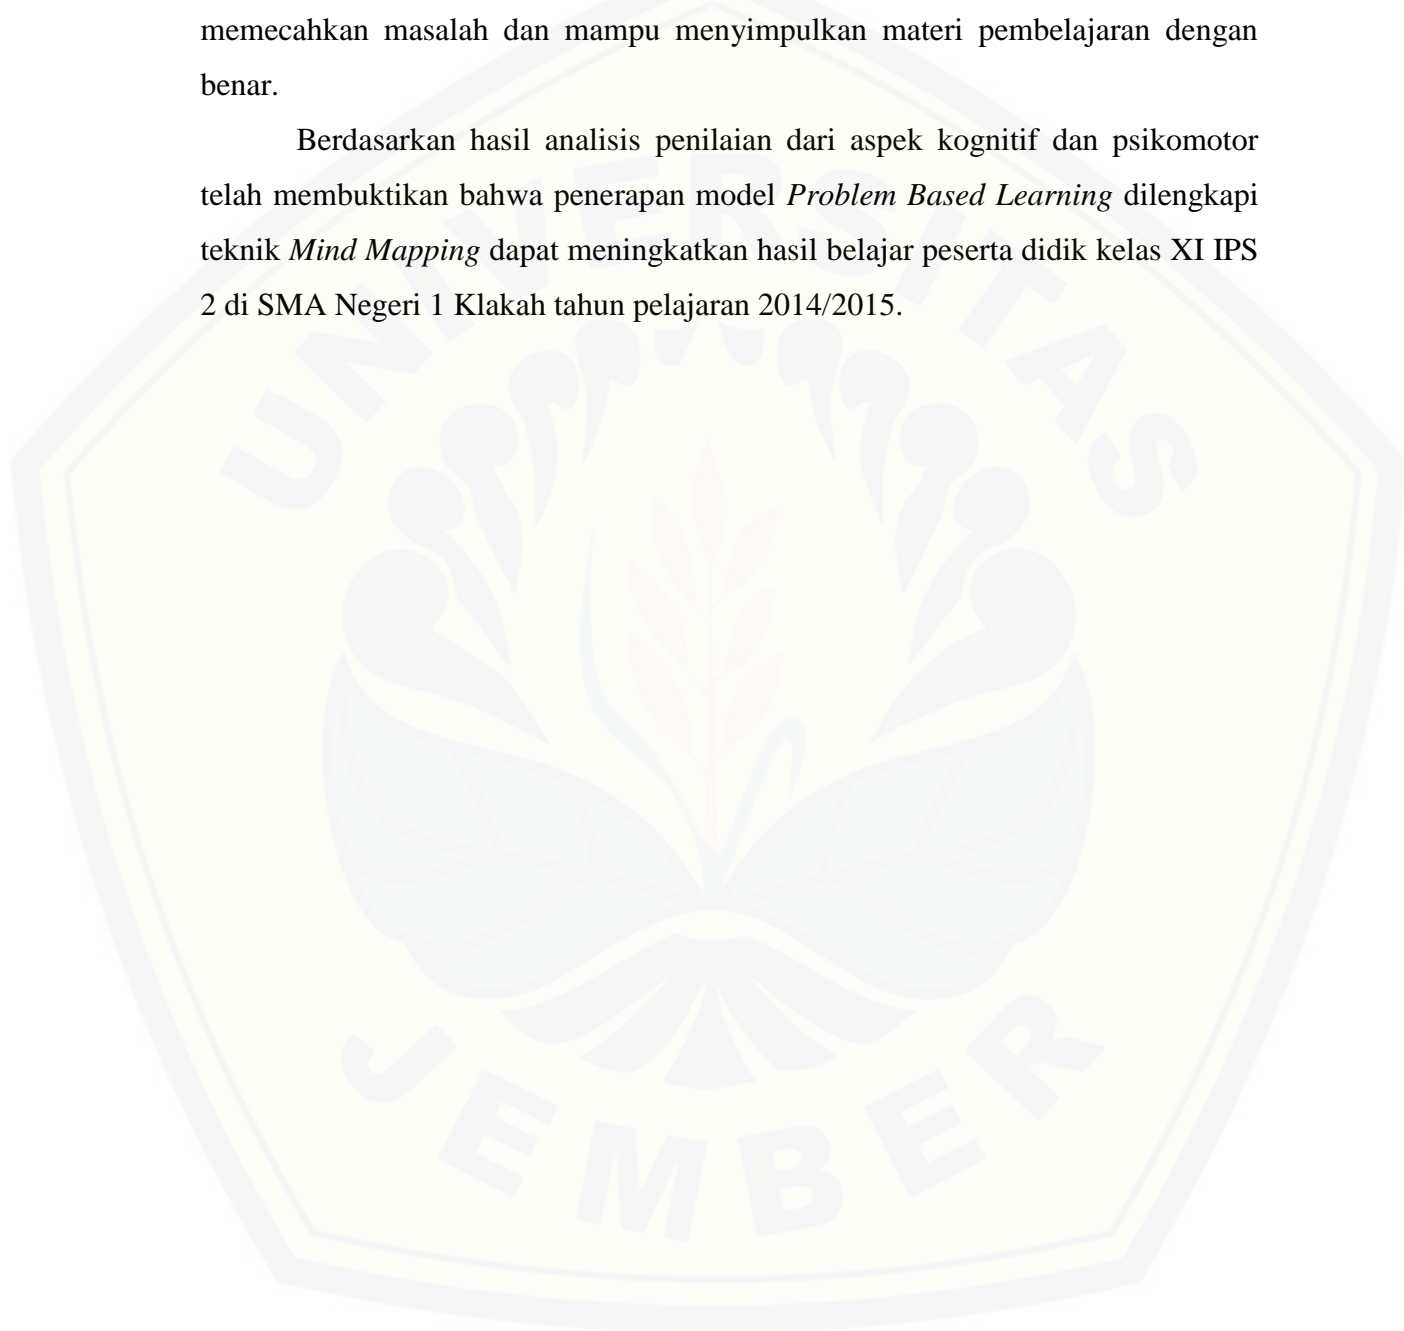 memecahkan masalah dan mampu menyimpulkan materi pembelajaran dengan
benar.
Berdasarkan hasil analisis penilaian dari aspek kognitif dan psikomotor
telah membuktikan bahwa penerapan model Problem Based Learning dilengkapi
teknik Mind Mapping dapat meningkatkan hasil belajar peserta didik kelas XI IPS
2 di SMA Negeri 1 Klakah tahun pelajaran 2014/2015.
UNIVERSITAS
JEMBER